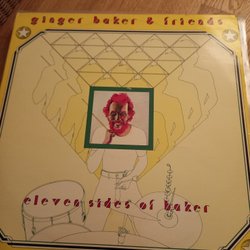 ginger baker & friends
eleven sides of baker